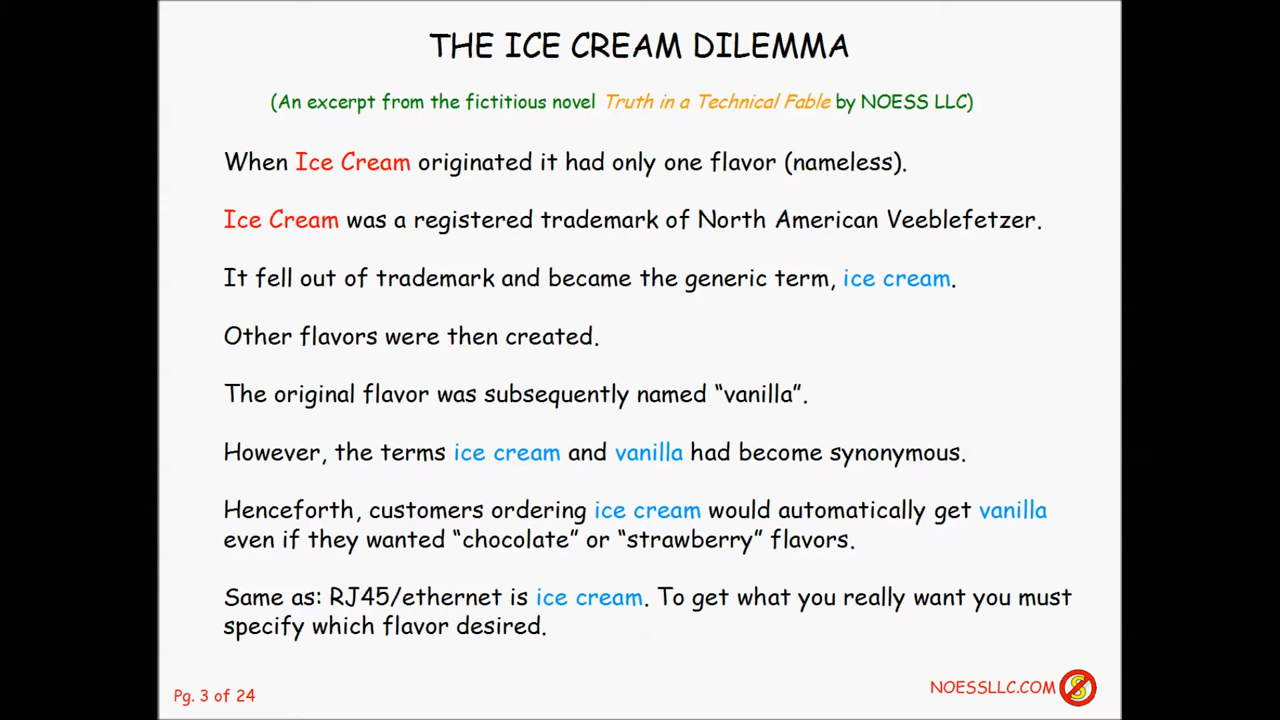 THE ICE CREAM DILEMMA
(An excerpt from the fictitious novel Truth in a Technical Fable by NOESS LLC)
When Ice Cream originated it had only one flavor (nameless).
Ice Cream was a registered trademark of North American Veeblefetzer.
It fell out of trademark and became the generic term, ice cream.
Other flavors were then created.
The original flavor was subsequently named “vanilla”.
However, the terms ice cream and vanilla had become synonymous.
Henceforth, customers ordering ice cream would automatically get vanilla
even if they wanted “chocolate” or “strawberry” flavors.
Same as: RJ45/ethernet is ice cream. To get what you really want you must
specify which flavor desired.
Pg. 3 of 24
NOESSLLC.COM S